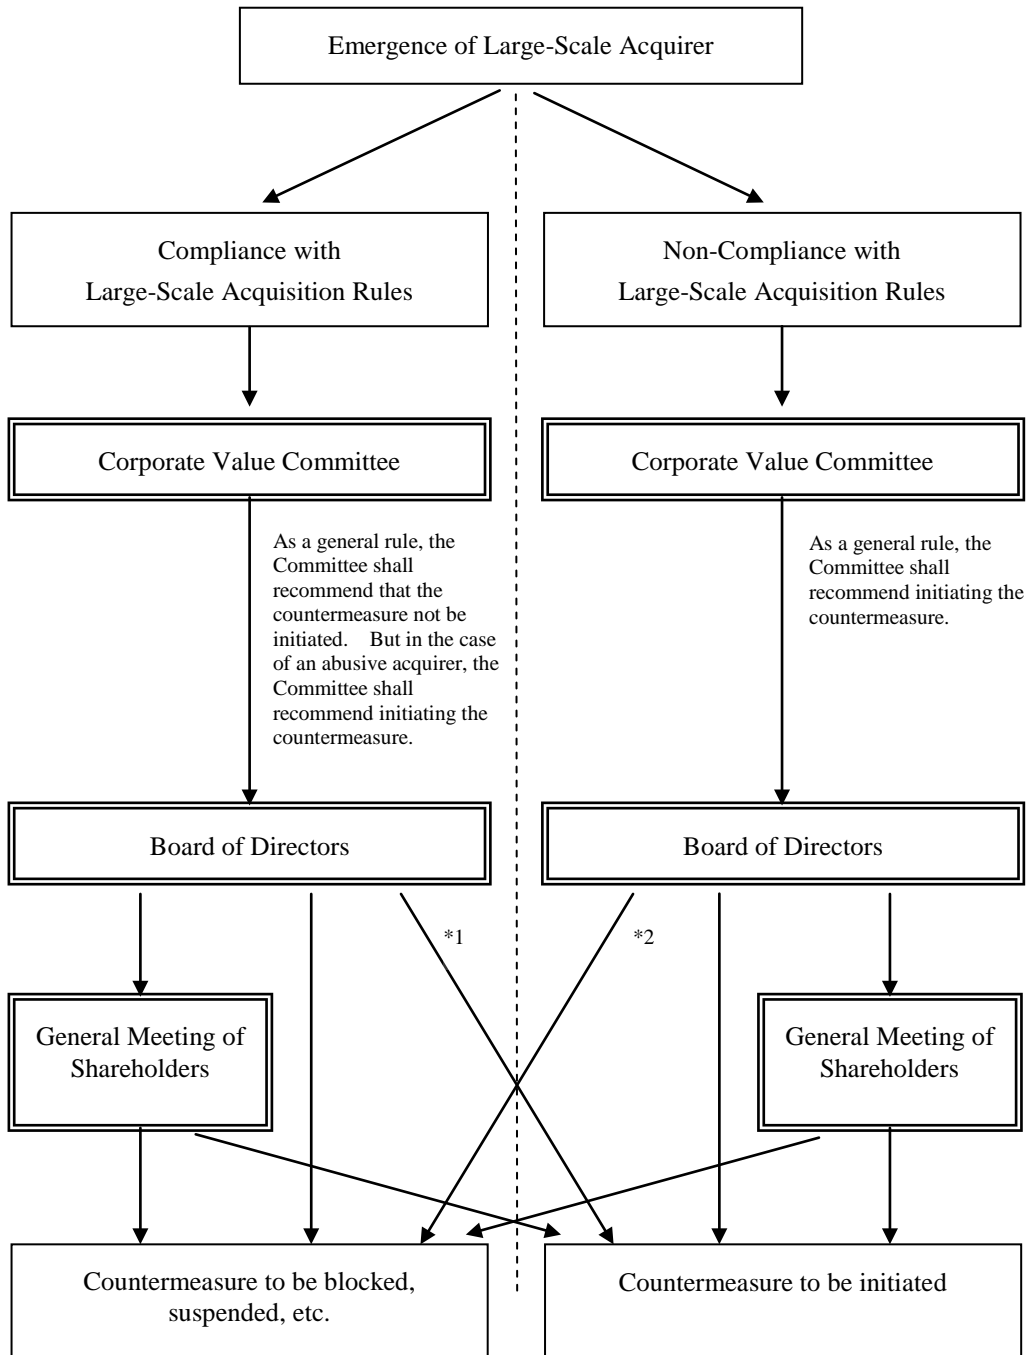 Emergence of Large-Scale Acquirer
Compliance with
Large-Scale Acquisition Rules
Non-Compliance with
Large-Scale Acquisition Rules
Corporate Value Committee
Corporate Value Committee
As a general rule, the
Committee shall
recommend that the
countermeasure not be
initiated. But in the case
of an abusive acquirer, the
Committee shall
recommend initiating the
countermeasure.
As a general rule, the
Committee shall
recommend initiating the
countermeasure.
Board of Directors
Board of Directors
*1
*2
General Meeting of
Shareholders
General Meeting of
Shareholders
Countermeasure to be blocked,
suspended, etc.
Countermeasure to be initiated